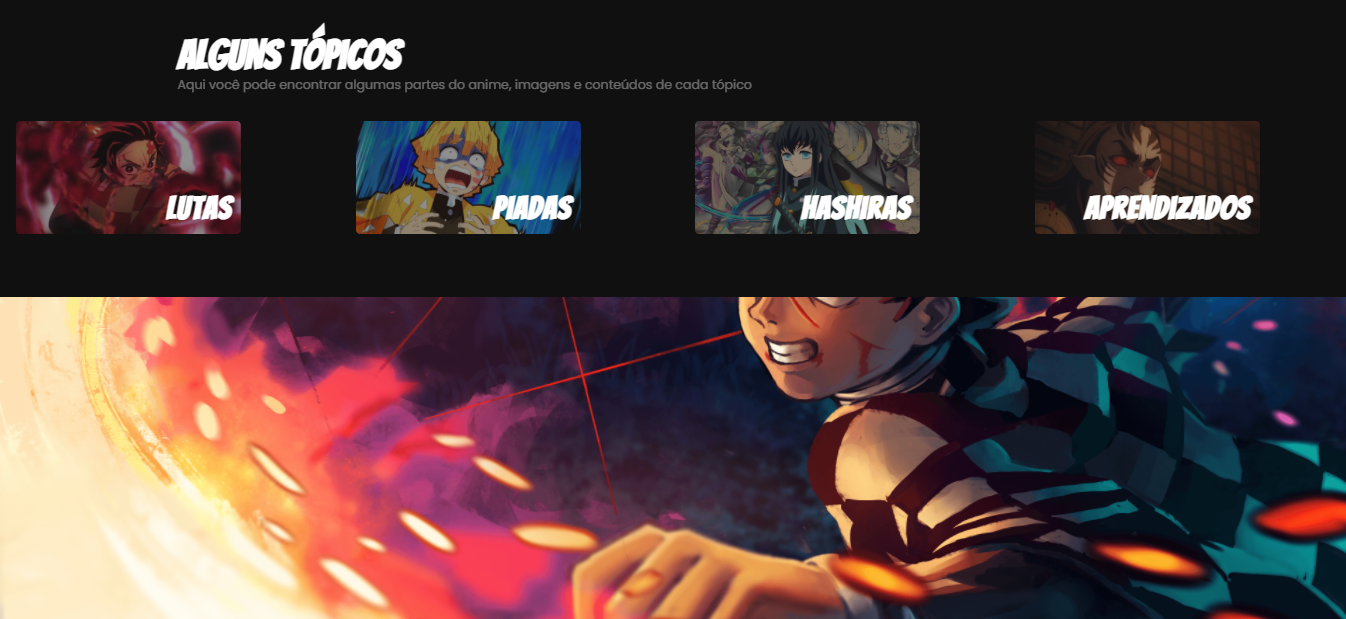 ALGUNS TÓPICOS
Aqui você pode encontrar algumas partes do anime, imagens e conteúdos de cada tópico
LUTAS
PIADAS
HASHIRAS
APRENDIZADOS